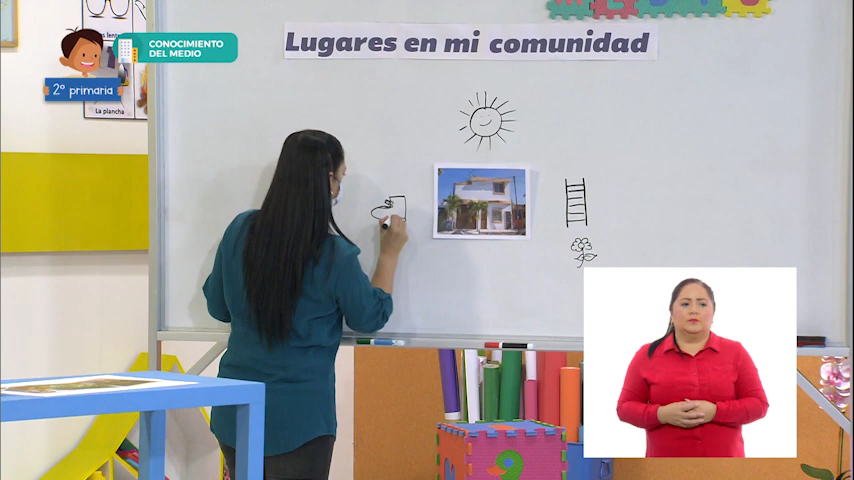 Lugares en mi comunidad
CONOCIMIENTO
DEL MEDIO
2° primaria
La plancha